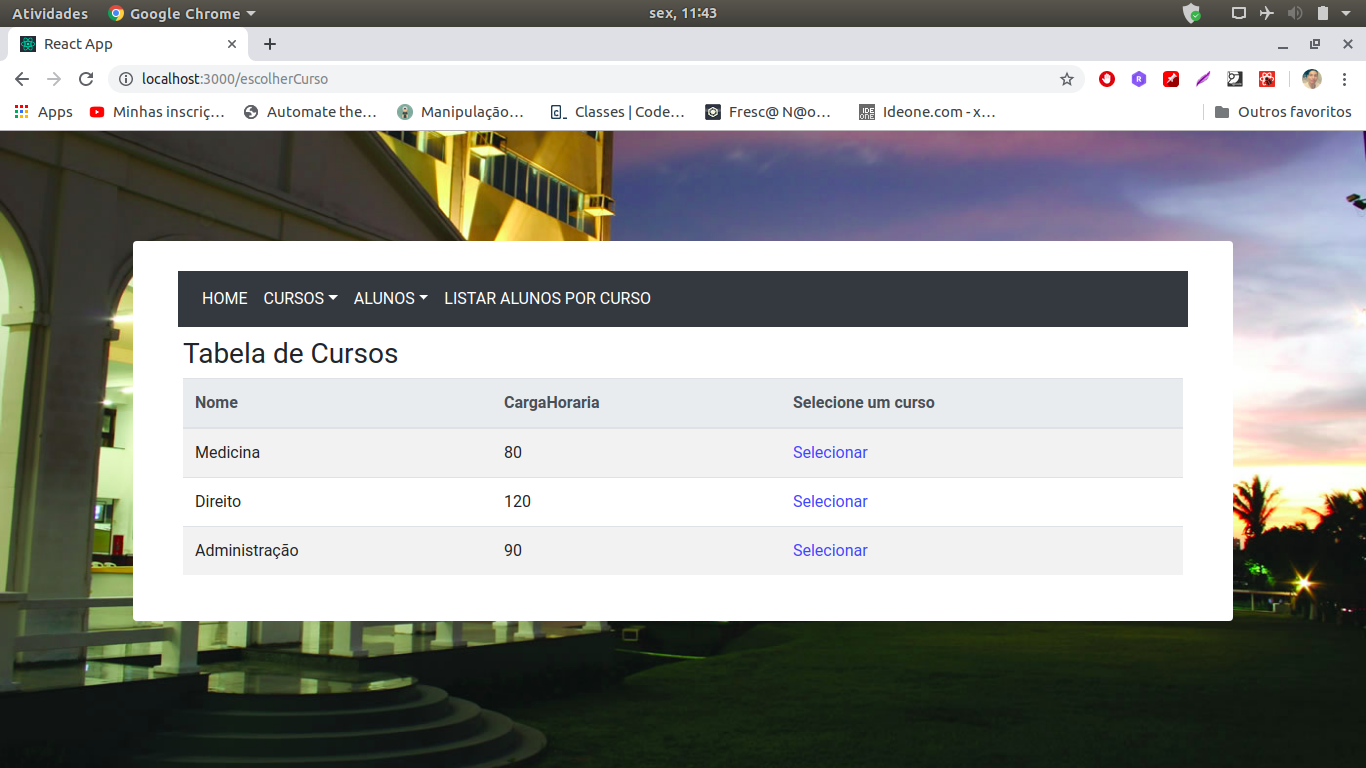 Atividades Google Chrome sex, 11:43
React App
localhost:3000/escolherCurso
Apps Minhas inscriç... Automate the... Manipulação... Classes | Code... Fresc@ N@o... Ideone.com - x... Outros favoritos
HOME CURSOS ALUNOS LISTAR ALUNOS POR CURSO
Tabela de Cursos
Nome CargaHoraria Selecione um curso
Medicina 80 Selecionar
Direito 120 Selecionar
Administração 90 Selecionar